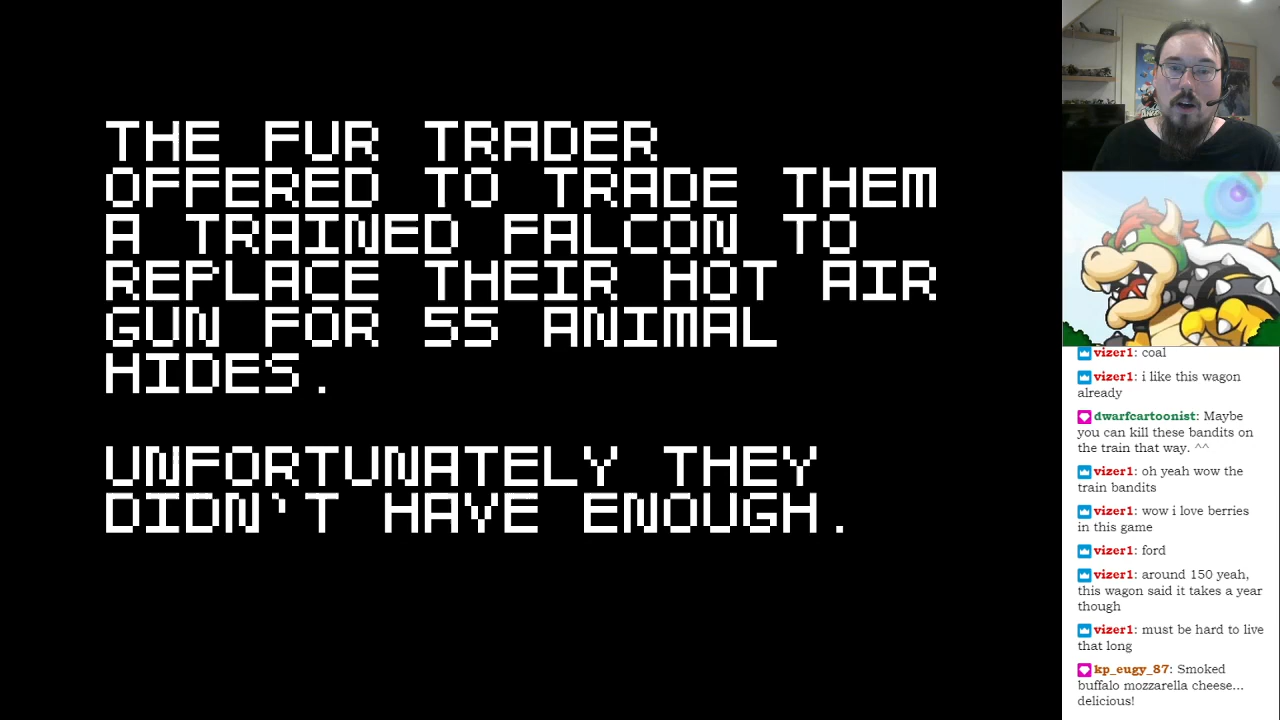 THE FUR TRADER
OFFERED TO TRADE THEM
A TRAINED FALCON TO
REPLACE THEIR HOT AIR
GUN FOR 55 ANIMAL
HIDES.
UNFORTUNATELY THEY
DIDN'T HAVE ENOUGH.
vizer1: coal
vizer1: i like this wagon
already
dwarfcartoonist: Maybe
you can kill these bandits on
the train that way. ^^
vizer1: oh yeah wow the
train bandits
vizer1: wow i love berries
in this game
vizer1: ford
vizer1: around 150 yeah,
this wagon said it takes a year
though
vizer1: must be hard to live
that long
kp_eugy_87: Smoked
buffalo mozzarella cheese...
delicious!